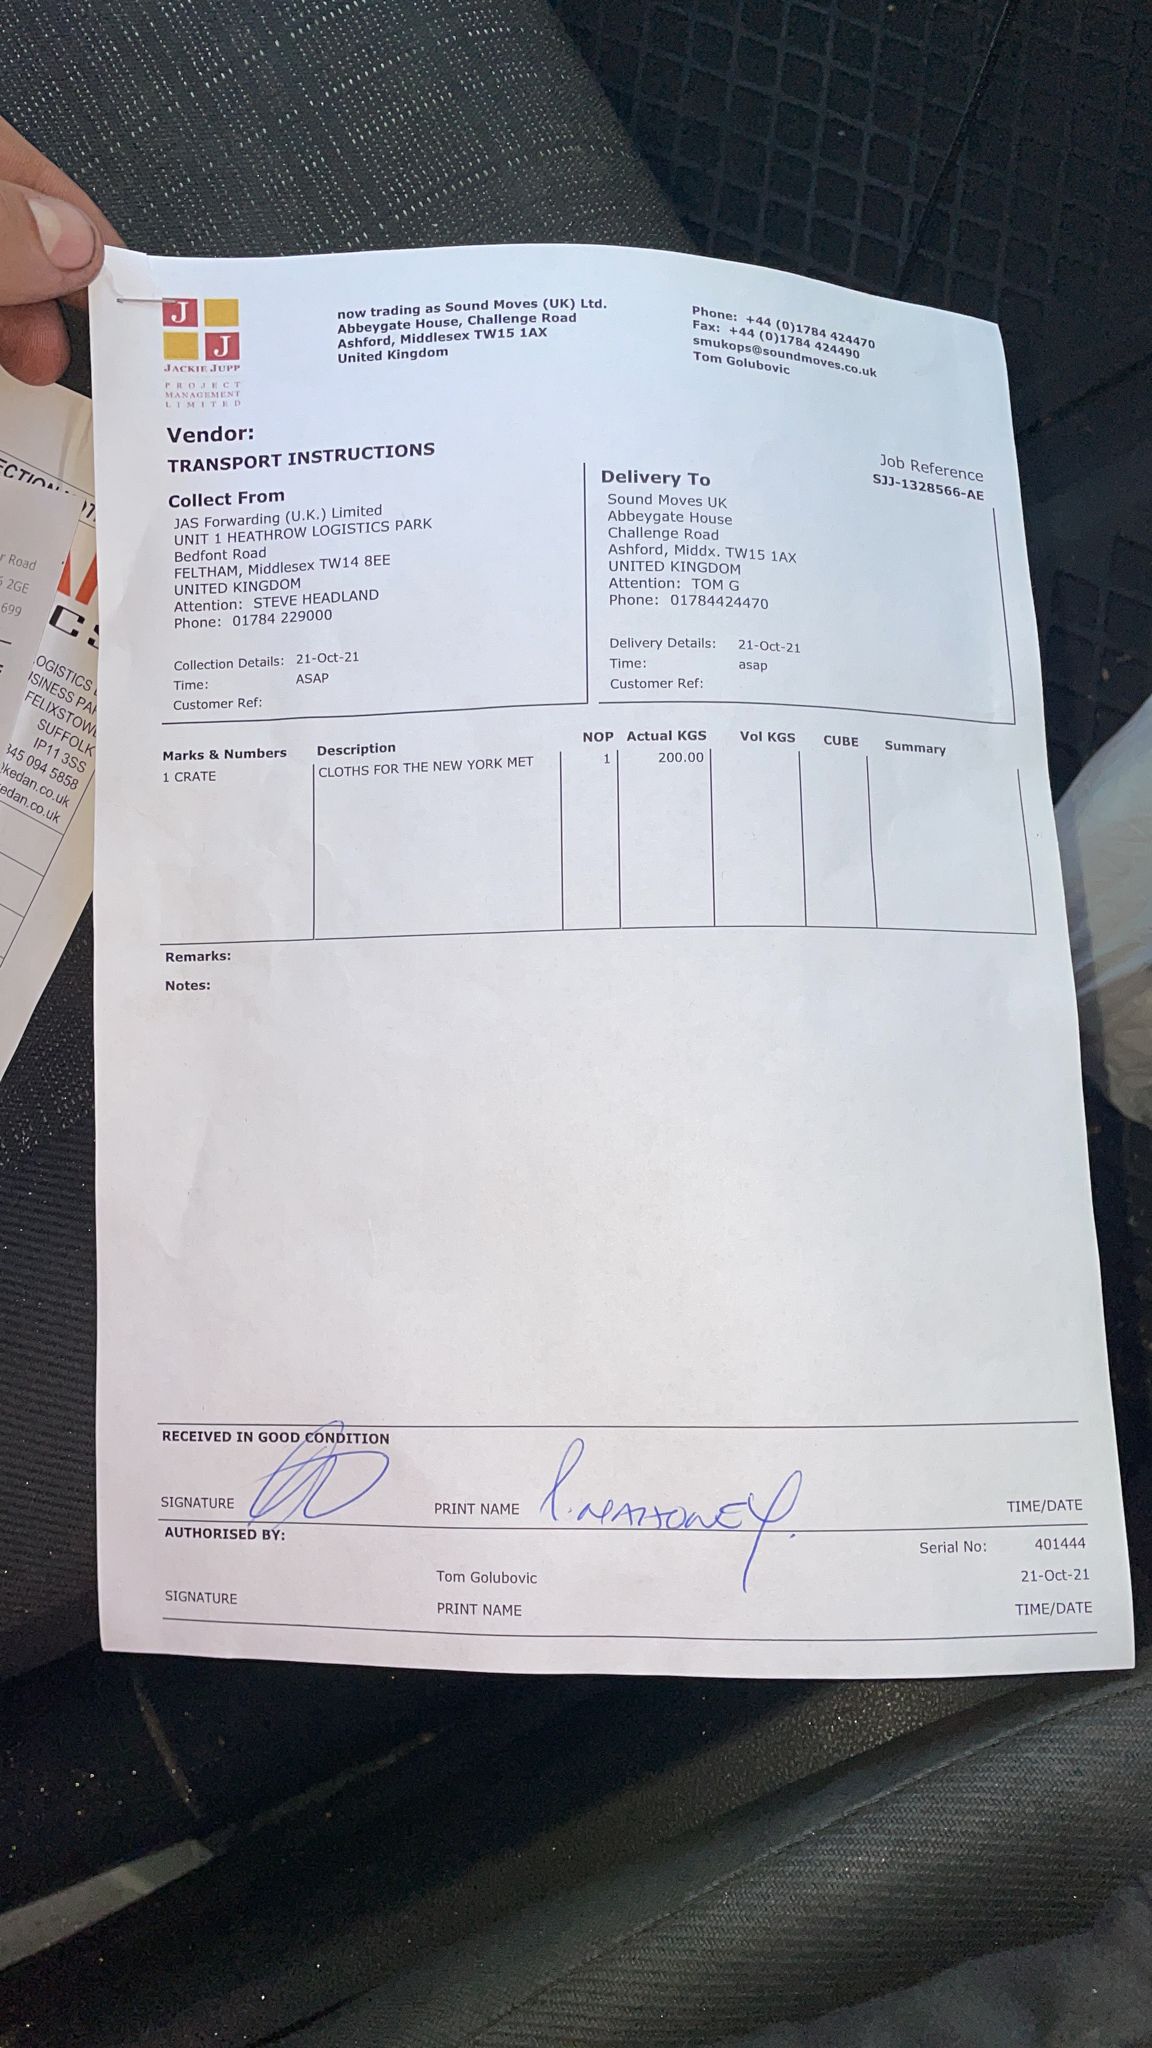 J
J
JACKIE JUPP
PROJECT
MANAGEMENT
LIMITED
now trading as Sound Moves (UK) Ltd.
Abbeygate House, Challenge Road
Ashford, Middlesex TW15 1AX
United Kingdom
Phone: +44 (0)1784 424470
Fax: +44 (0)1784 424490
smukops@soundmoves.co.uk
Tom Golubovic
Vendor:
TRANSPORT INSTRUCTIONS
Job Reference
SJJ-1328566-AE
Collect From
JAS Forwarding (U.K.) Limited
UNIT 1 HEATHROW LOGISTICS PARK
Bedfont Road
FELTHAM, Middlesex TW14 8EE
UNITED KINGDOM
Attention: STEVE HEADLAND
Phone: 01784 229000
Collection Details: 21-Oct-21
Time: ASAP
Customer Ref:
Delivery To
Sound Moves UK
Abbeygate House
Challenge Road
Ashford, Middx. TW15 1AX
UNITED KINGDOM
Attention: TOM G
Phone: 01784424470
Delivery Details: 21-Oct-21
Time: asap
Customer Ref:
Marks & Numbers Description NOP Actual KGS Vol KGS CUBE Summary
1 CRATE CLOTHS FOR THE NEW YORK MET 1 200.00
Remarks:
Notes:
RECEIVED IN GOOD CONDITION
SIGNATURE PRINT NAME MAHONEY. TIME/DATE
AUTHORISED BY: Serial No: 401444
Tom Golubovic 21-Oct-21
SIGNATURE PRINT NAME TIME/DATE
r Road
2GE
699
OGISTICS
FELIXSTOW
SUFFOLK
IP11 3SS
345 094 5858
kedan.co.uk
edan.co.uk